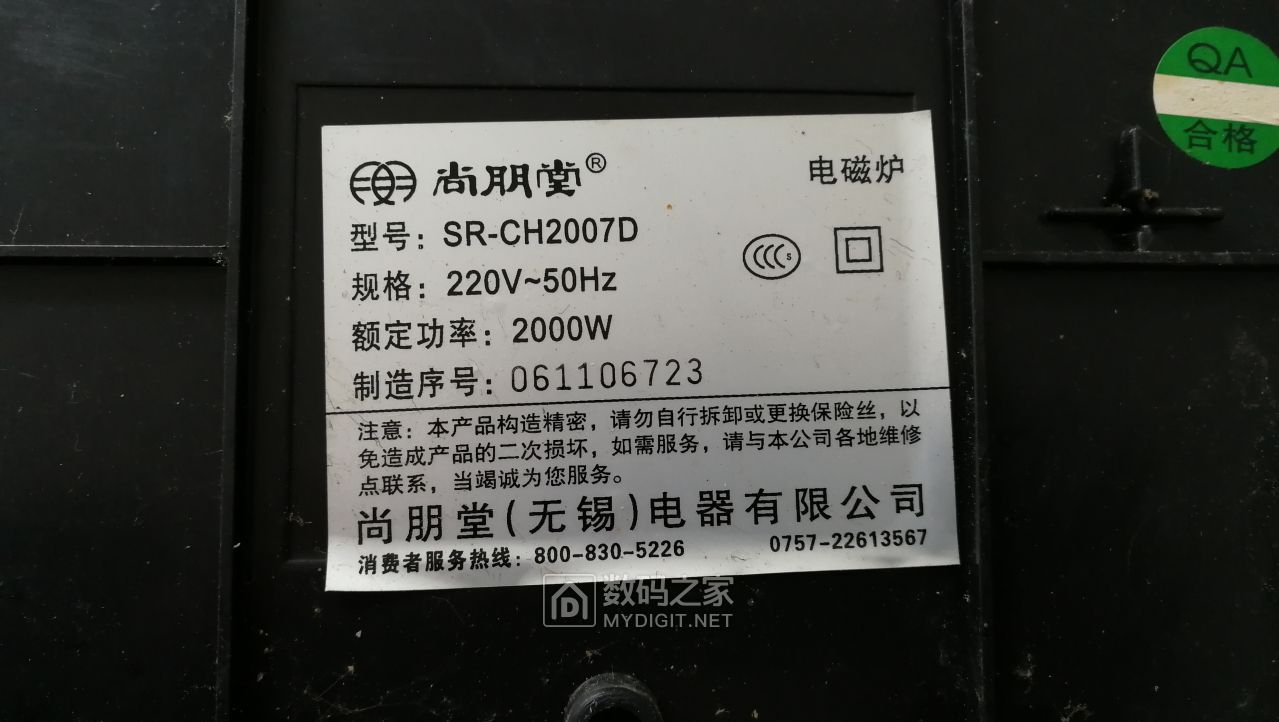 尚朋堂®
电磁炉
型号：SR-CH2007D
规格：220V~50Hz
额定功率：2000W
制造序号：061106723
注意：本产品构造精密，请勿自行拆卸或更换保险丝，以
免造成产品的二次损坏，如需服务，请与本公司各地维修
点联系，当竭诚为您服务。
尚朋堂(无锡)电器有限公司
消费者服务热线：800-830-5226 0757-22613567
QA
合格
数码之家
MYDIGIT.NET